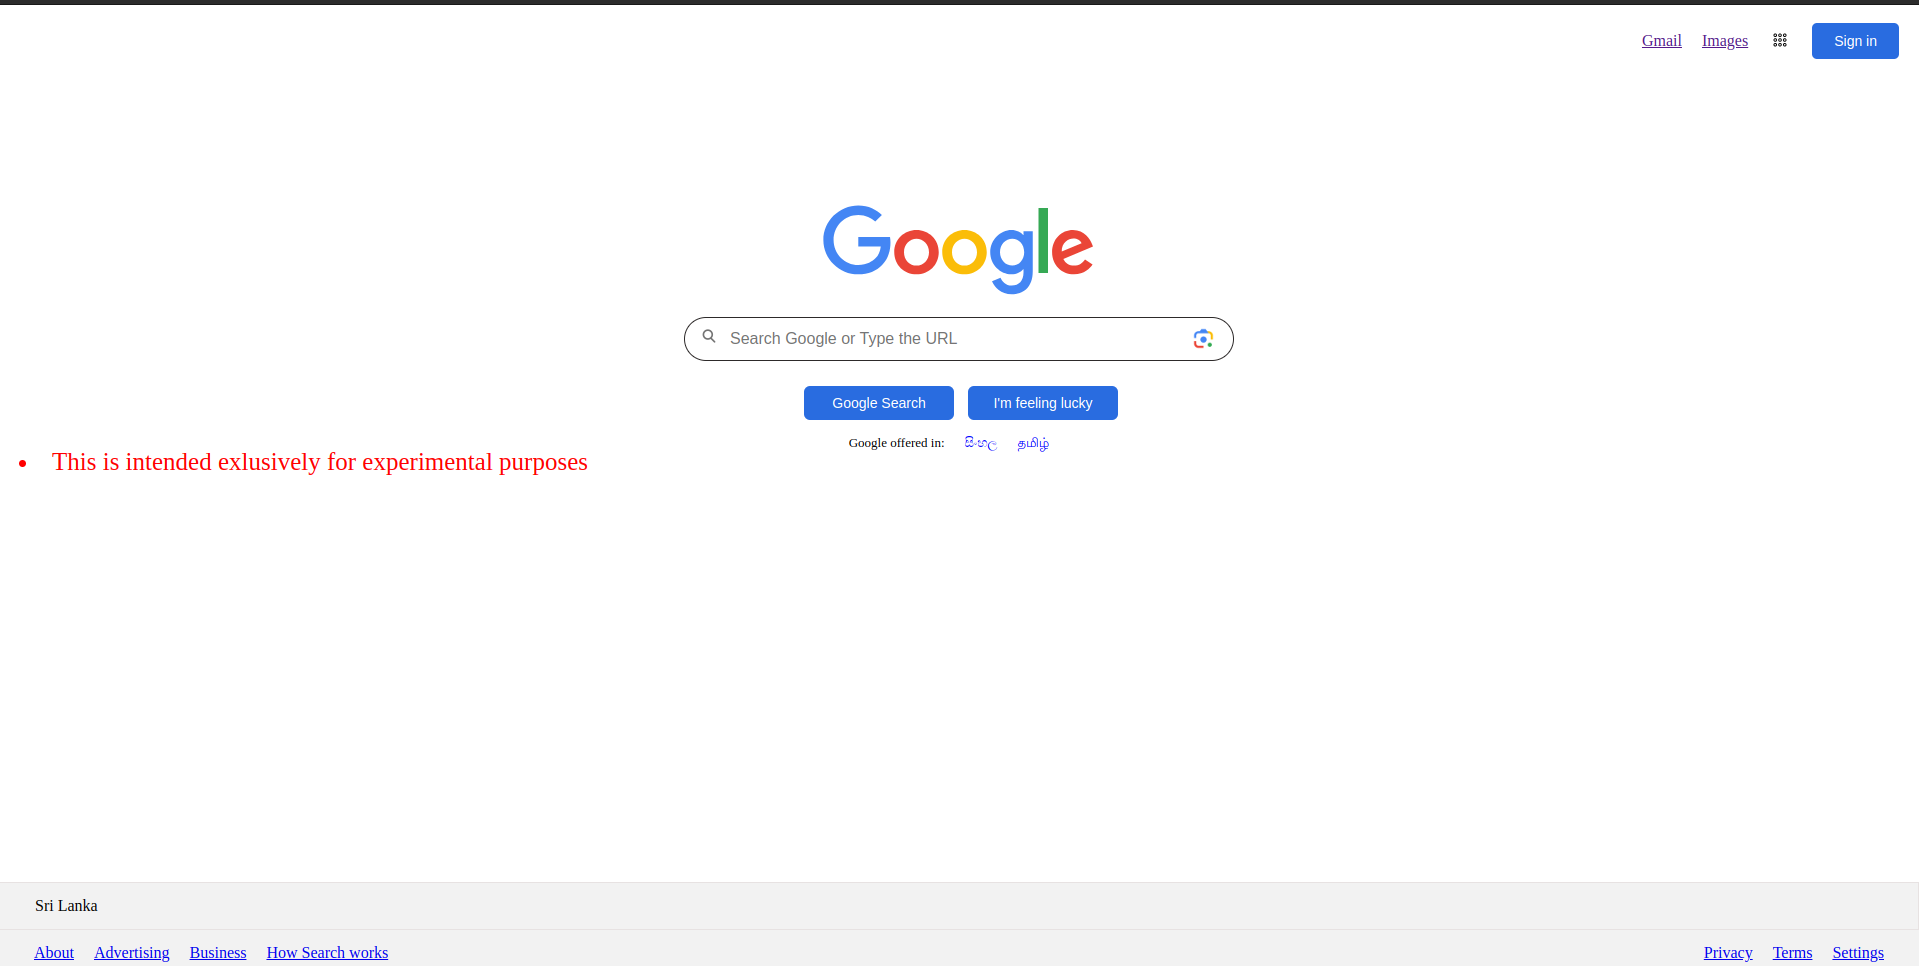 Gmail Images Sign in
Google
Search Google or Type the URL
Google Search I'm feeling lucky
Google offered in: සිංහල தமிழ்
• This is intended exlusively for experimental purposes
Sri Lanka
About Advertising Business How Search works Privacy Terms Settings